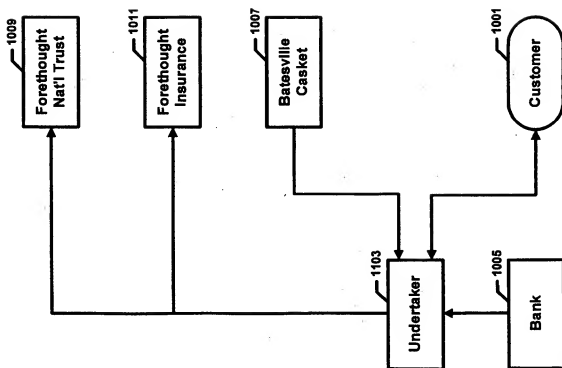 1009
Forethought
Nat'l Trust
1011
Forethought
Insurance
1007
Batesville
Casket
1001
Customer
1103
Undertaker
1005
Bank